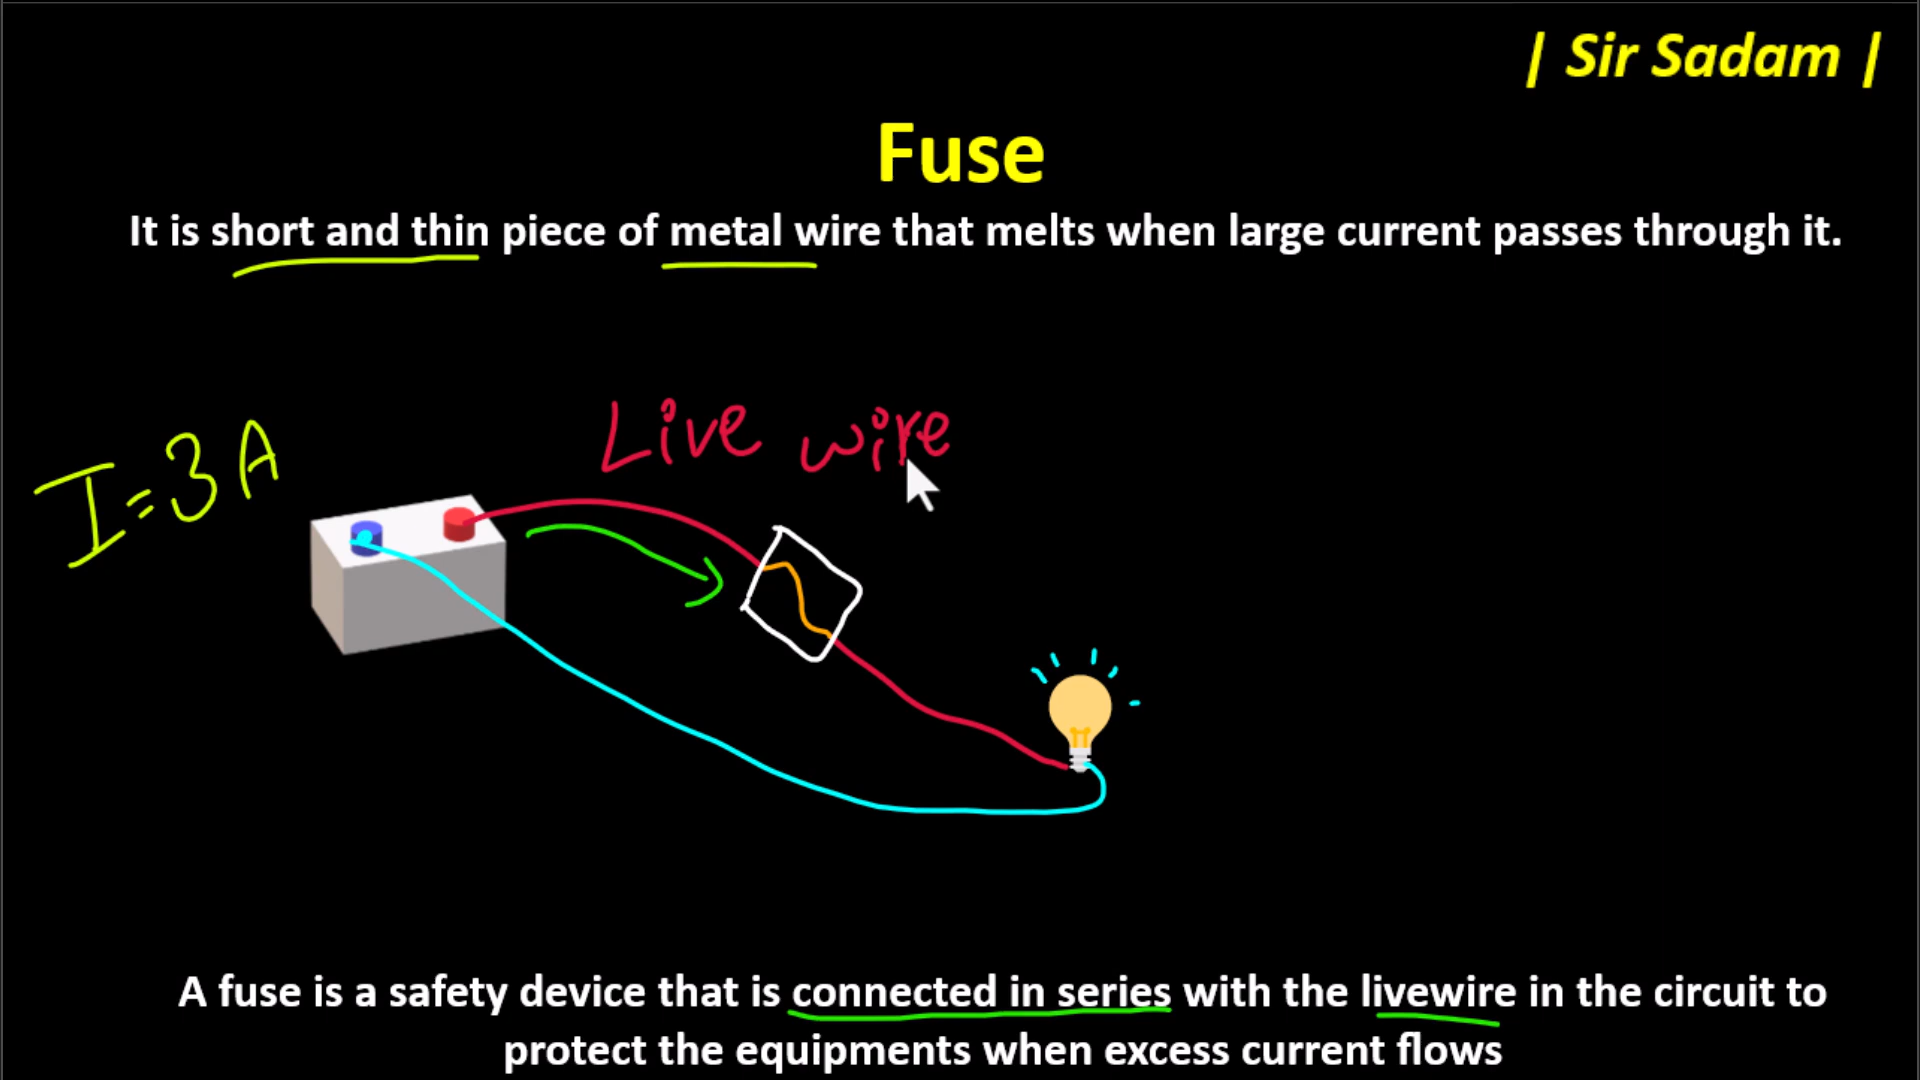 | Sir Sadam |
Fuse
It is short and thin piece of metal wire that melts when large current passes through it.
Live wire
I=3A
A fuse is a safety device that is connected in series with the livewire in the circuit to
protect the equipments when excess current flows